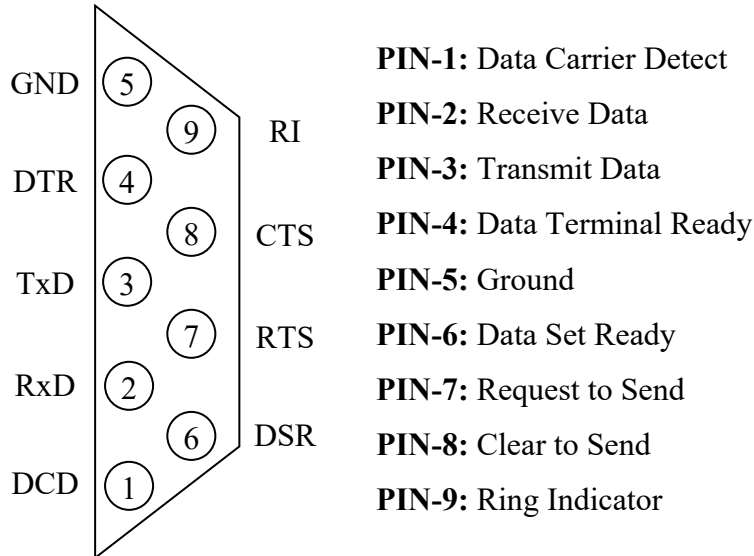 GND
5
9
RI
DTR
4
8
CTS
TxD
3
7
RTS
RxD
2
6
DSR
DCD
1
PIN-1: Data Carrier Detect
PIN-2: Receive Data
PIN-3: Transmit Data
PIN-4: Data Terminal Ready
PIN-5: Ground
PIN-6: Data Set Ready
PIN-7: Request to Send
PIN-8: Clear to Send
PIN-9: Ring Indicator